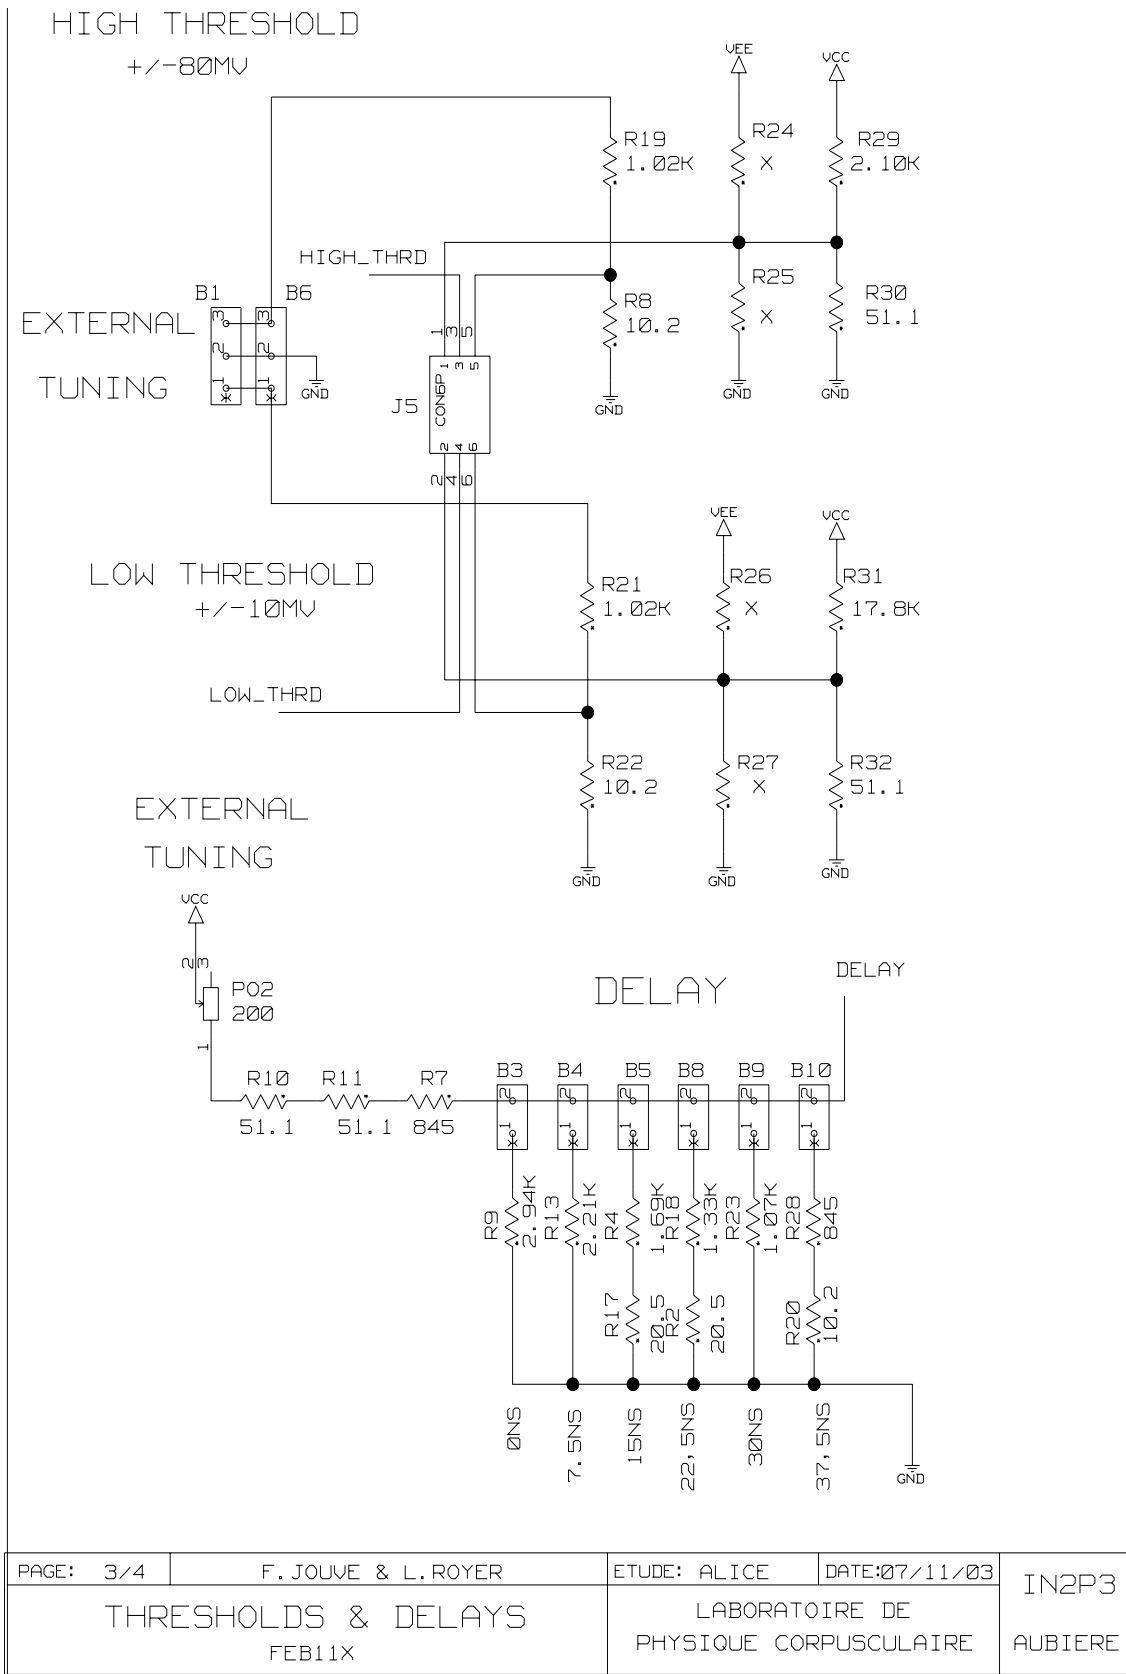 HIGH THRESHOLD
+/-80MV
VEE
VCC
R19
1.02K
R24
X
R29
2.10K
HIGH_THRD
R25
X
R30
51.1
R8
10.2
B1
B6
EXTERNAL
TUNING
3
2
1
3
2
1
GND
1
3
5
1
3
5
CON6P
J5
2
4
6
2
4
6
GND
GND
GND
LOW THRESHOLD
+/-10MV
VEE
VCC
R21
1.02K
R26
X
R31
17.8K
LOW_THRD
R22
10.2
R27
X
R32
51.1
GND
GND
GND
EXTERNAL
TUNING
VCC
2
3
PO2
200
1
DELAY
DELAY
R10
51.1
R11
51.1
R7
845
B3
B4
B5
B8
B9
B10
2
2
2
2
2
2
1
1
1
1
1
1
R9
2.94K
R13
2.21K
R4
1.69K
R18
1.33K
R23
1.07K
R28
845
R17
20.5
R2
20.5
R20
10.2
0NS
7.5NS
15NS
22,5NS
30NS
37,5NS
GND
PAGE: 3/4
F.JOUVE & L.ROYER
ETUDE: ALICE
DATE:07/11/03
THRESHOLDS & DELAYS
FEB11X
LABORATOIRE DE
PHYSIQUE CORPUSCULAIRE
IN2P3
AUBIERE